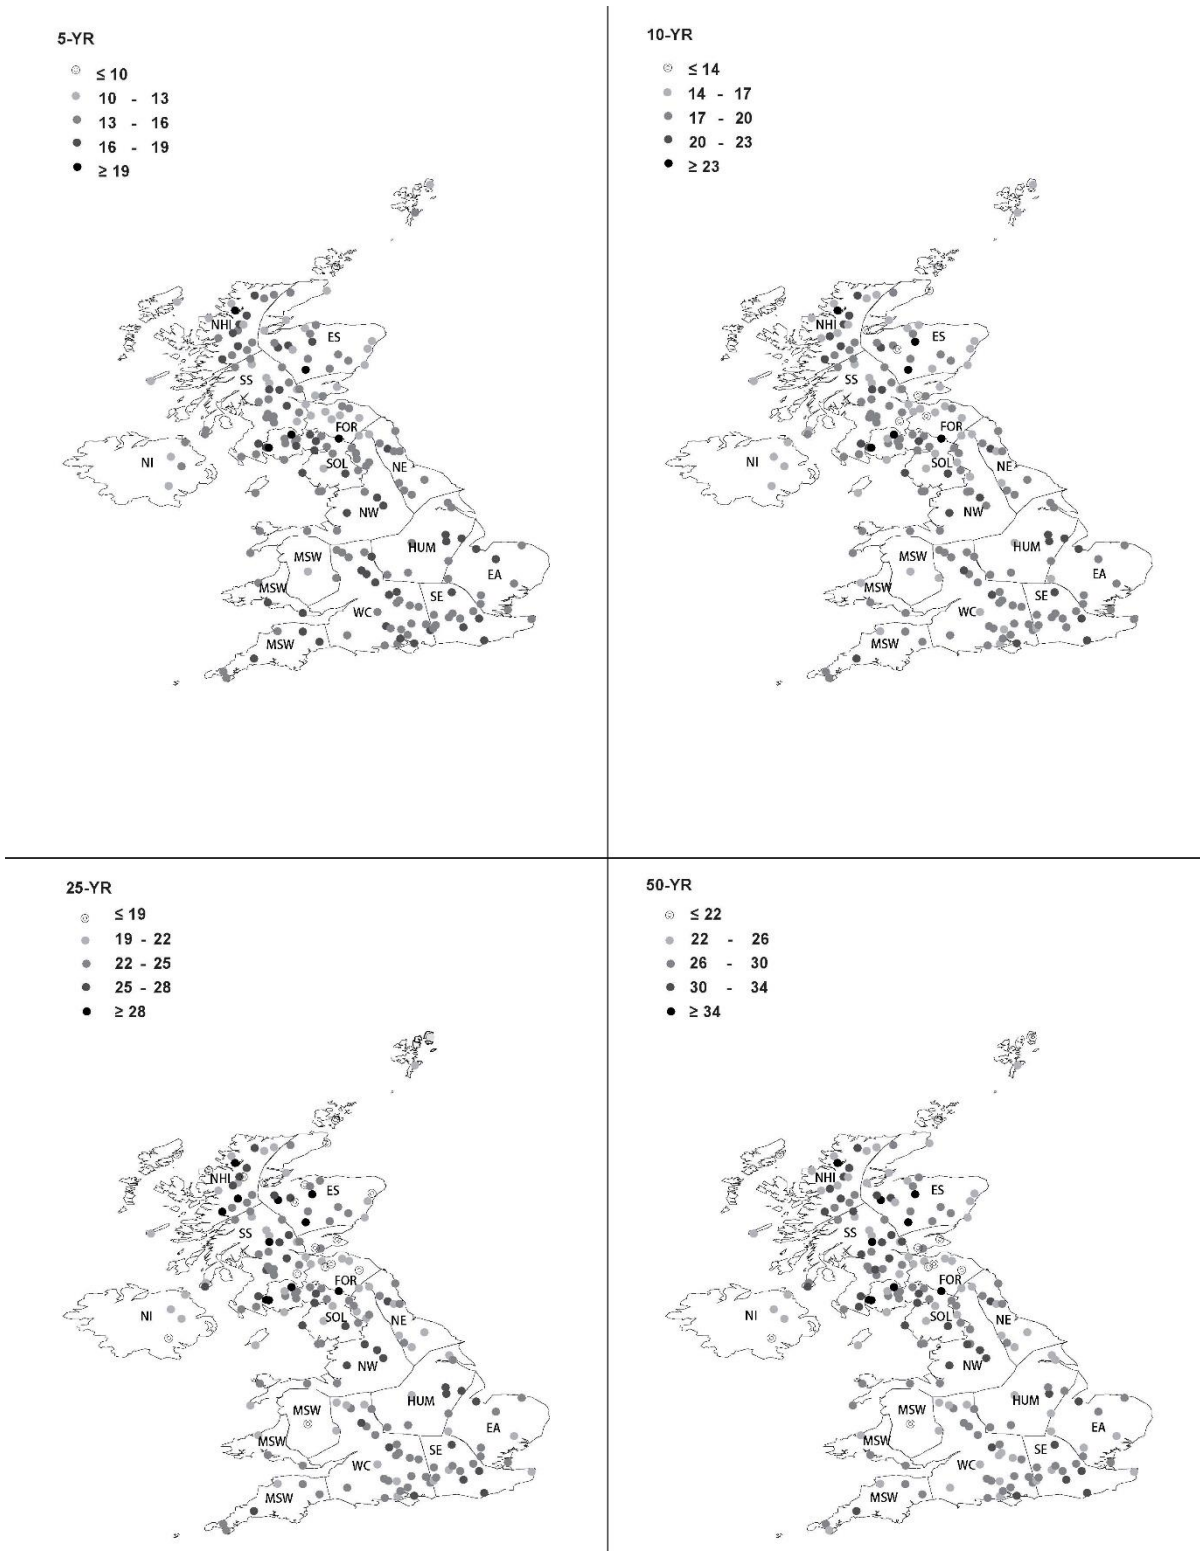 5-YR
≤ 10
10 - 13
13 - 16
16 - 19
≥ 19
NHI
ES
SS
FOR
NI
SOL
NE
NW
HUM
MSW
EA
MSW
SE
WC
MSW
10-YR
≤ 14
14 - 17
17 - 20
20 - 23
≥ 23
NHI
ES
SS
FOR
NI
SOL
NE
NW
HUM
MSW
EA
MSW
SE
WC
MSW
25-YR
≤ 19
19 - 22
22 - 25
25 - 28
≥ 28
NHI
ES
SS
FOR
NI
SOL
NE
NW
HUM
MSW
EA
MSW
SE
WC
MSW
50-YR
≤ 22
22 - 26
26 - 30
30 - 34
≥ 34
NHI
ES
SS
FOR
NI
SOL
NE
NW
HUM
MSW
EA
MSW
SE
WC
MSW